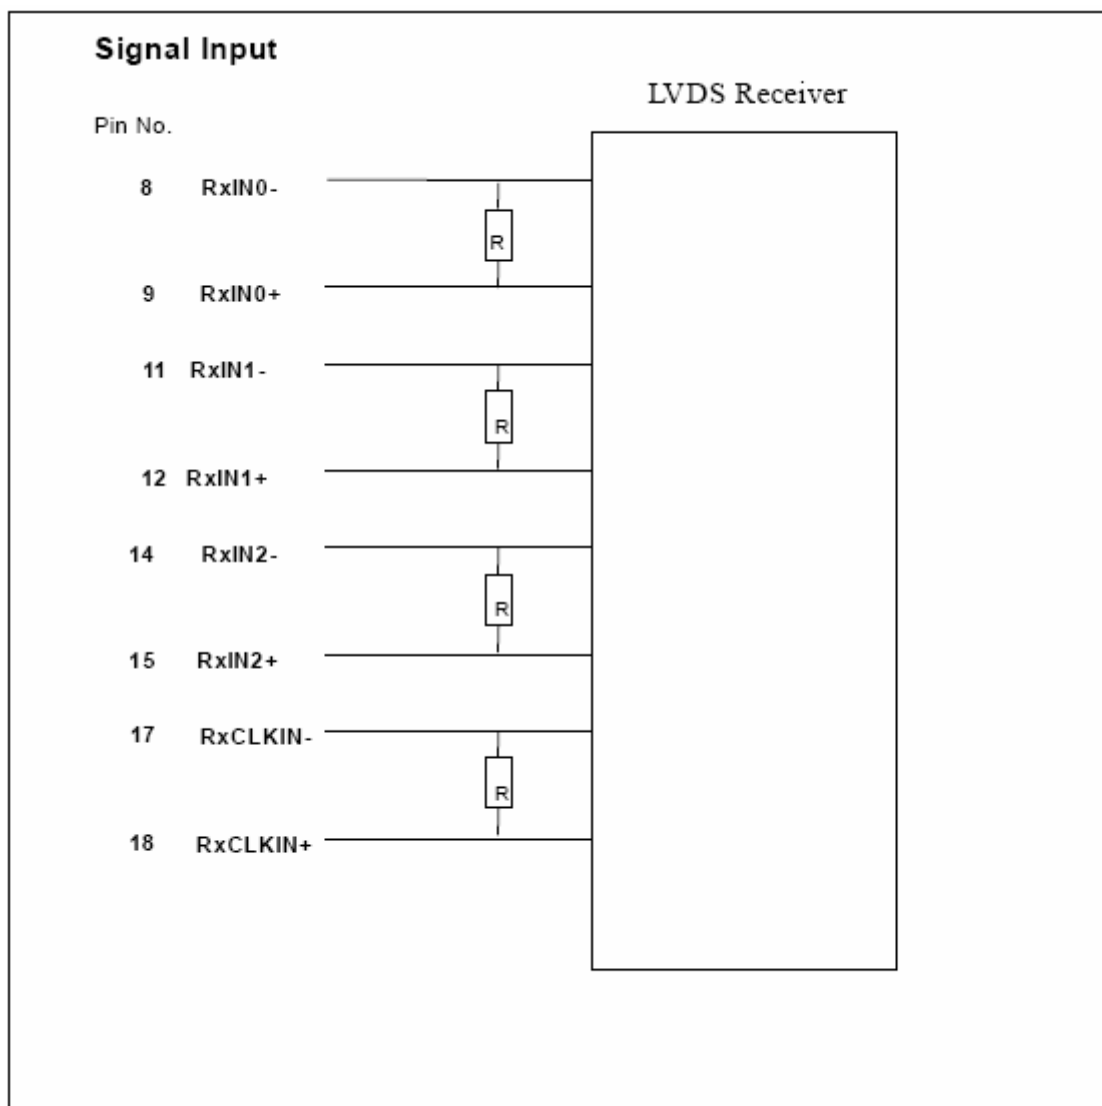 Signal Input
LVDS Receiver
Pin No.
8 RxIN0-
R
9 RxIN0+
11 RxIN1-
R
12 RxIN1+
14 RxIN2-
R
15 RxIN2+
17 RxCLKIN-
R
18 RxCLKIN+